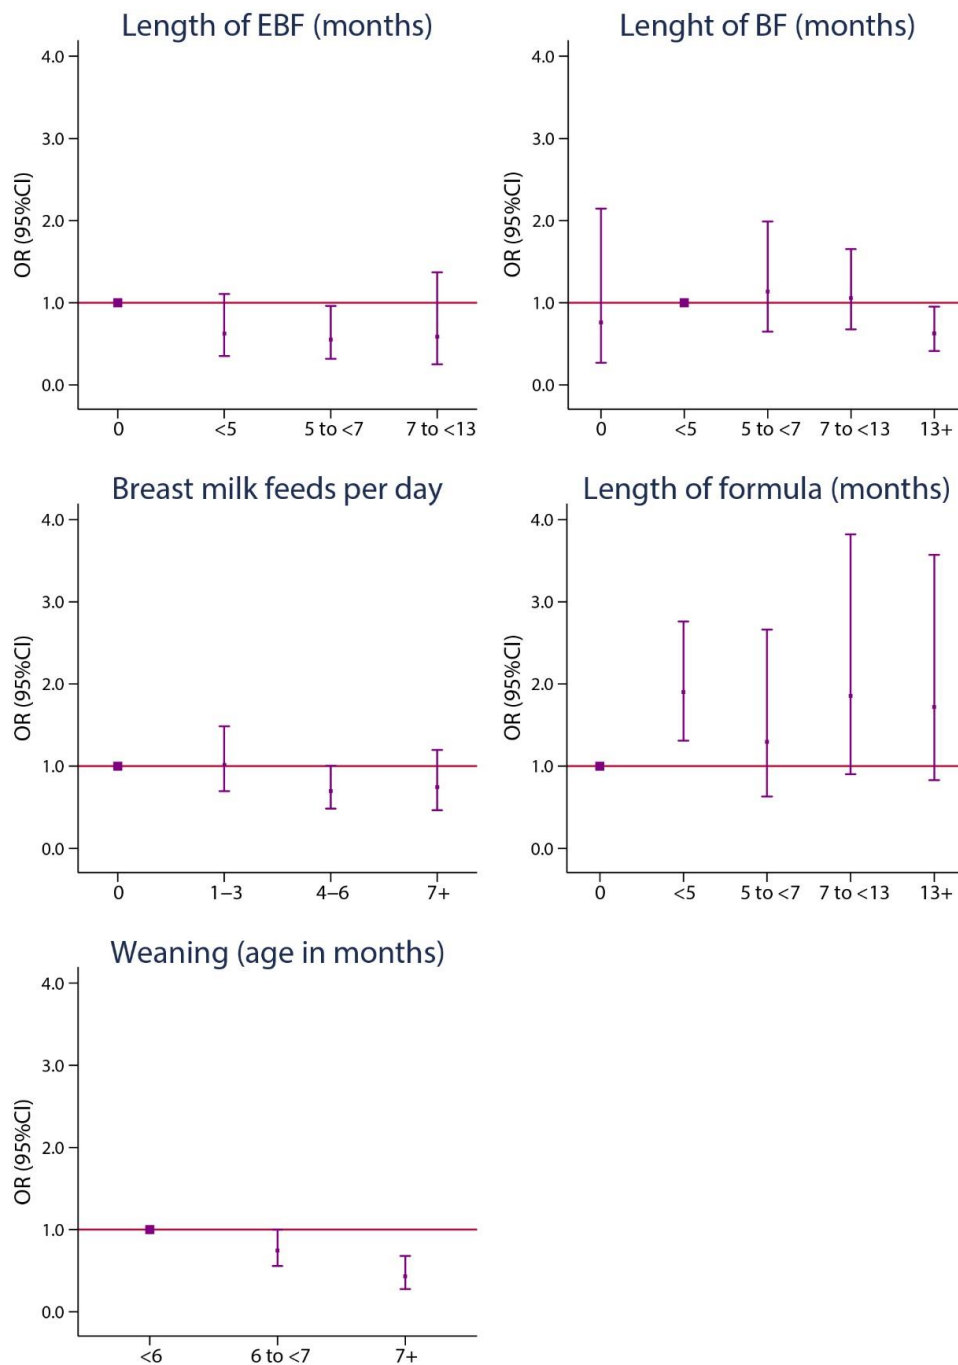 Length of EBF (months)
4.0
3.0
2.0
1.0
0.0
OR (95%CI)
0 <5 5 to <7 7 to <13
Lenght of BF (months)
4.0
3.0
2.0
1.0
0.0
OR (95%CI)
0 <5 5 to <7 7 to <13 13+
Breast milk feeds per day
4.0
3.0
2.0
1.0
0.0
OR (95%CI)
0 1–3 4–6 7+
Length of formula (months)
4.0
3.0
2.0
1.0
0.0
OR (95%CI)
0 <5 5 to <7 7 to <13 13+
Weaning (age in months)
4.0
3.0
2.0
1.0
0.0
OR (95%CI)
<6 6 to <7 7+